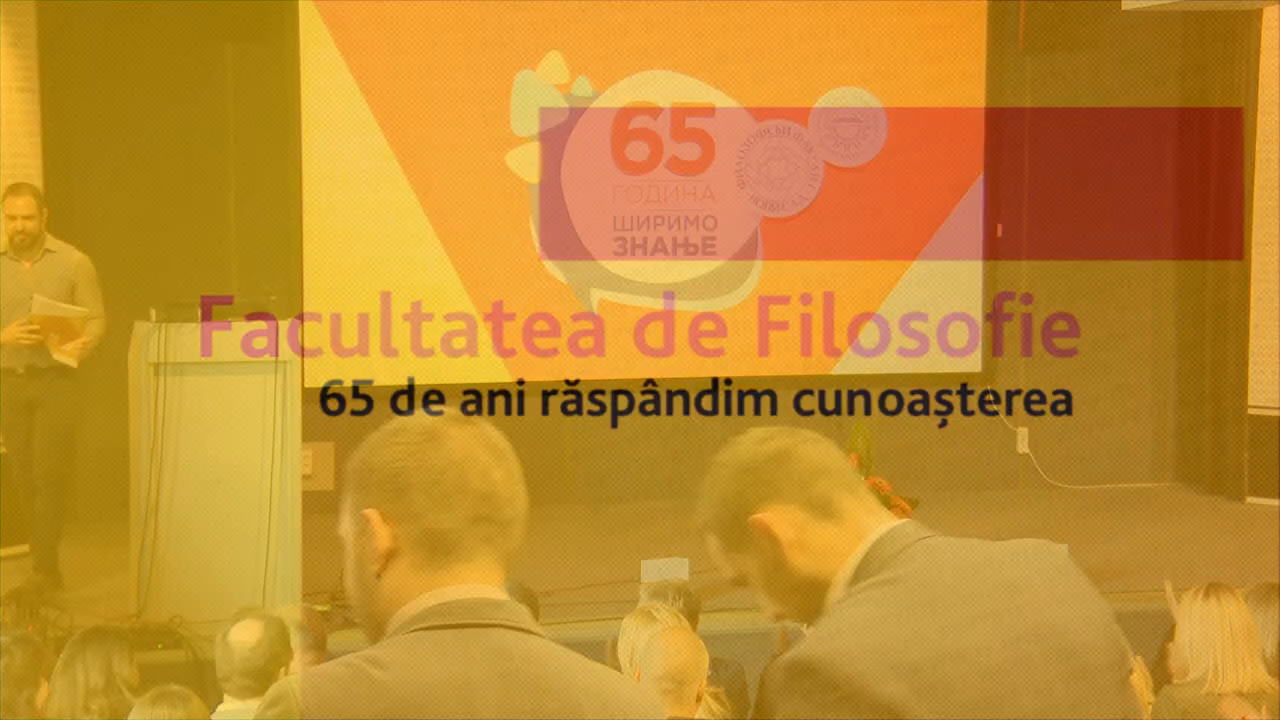 65
ГОДИНА
ШИРИМО
ЗНАЊЕ
Facultatea de Filosofie
65 de ani răspândim cunoașterea